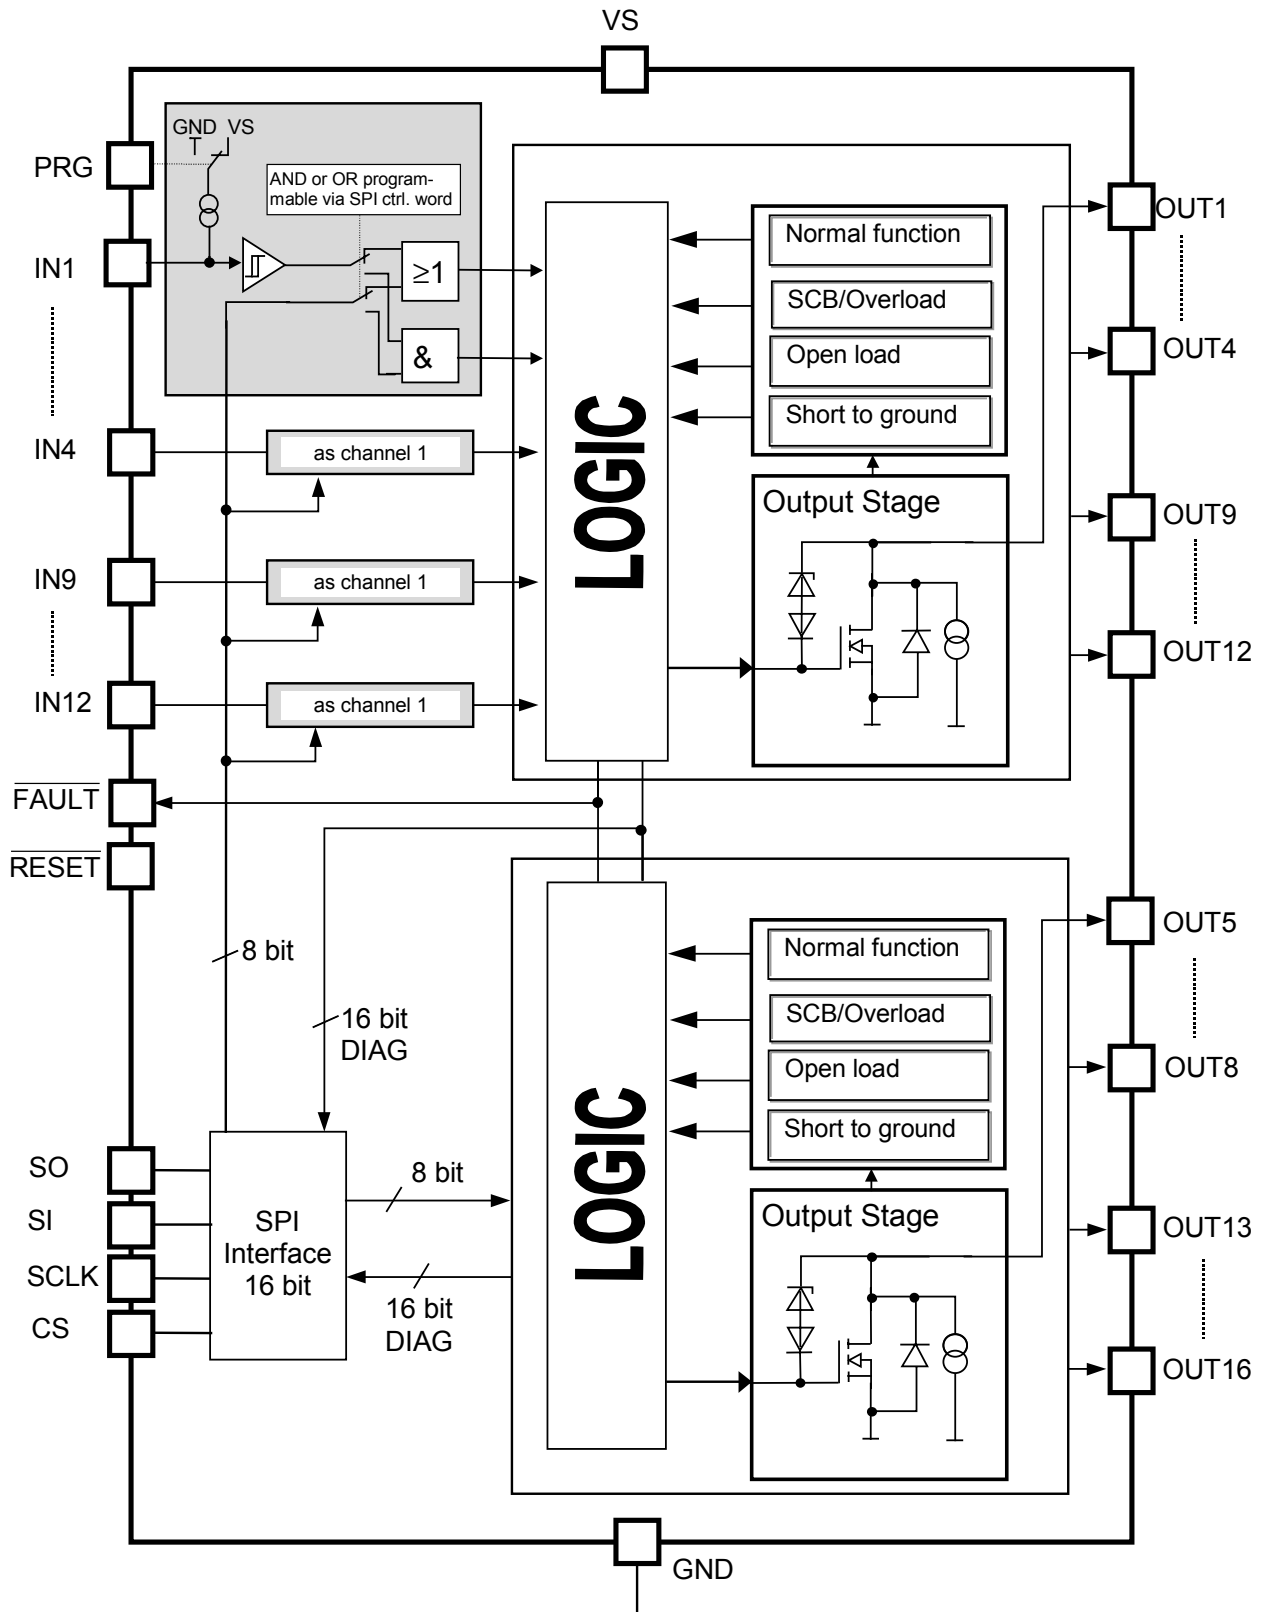 VS
GND VS
PRG
AND or OR program-
mable via SPI ctrl. word
IN1
≥1
&
IN4
as channel 1
IN9
as channel 1
IN12
as channel 1
FAULT
RESET
LOGIC
Normal function
SCB/Overload
Open load
Short to ground
Output Stage
OUT1
OUT4
OUT9
OUT12
8 bit
16 bit
DIAG
SO
SI
SCLK
CS
SPI
Interface
16 bit
8 bit
16 bit
DIAG
LOGIC
Normal function
SCB/Overload
Open load
Short to ground
Output Stage
OUT5
OUT8
OUT13
OUT16
GND